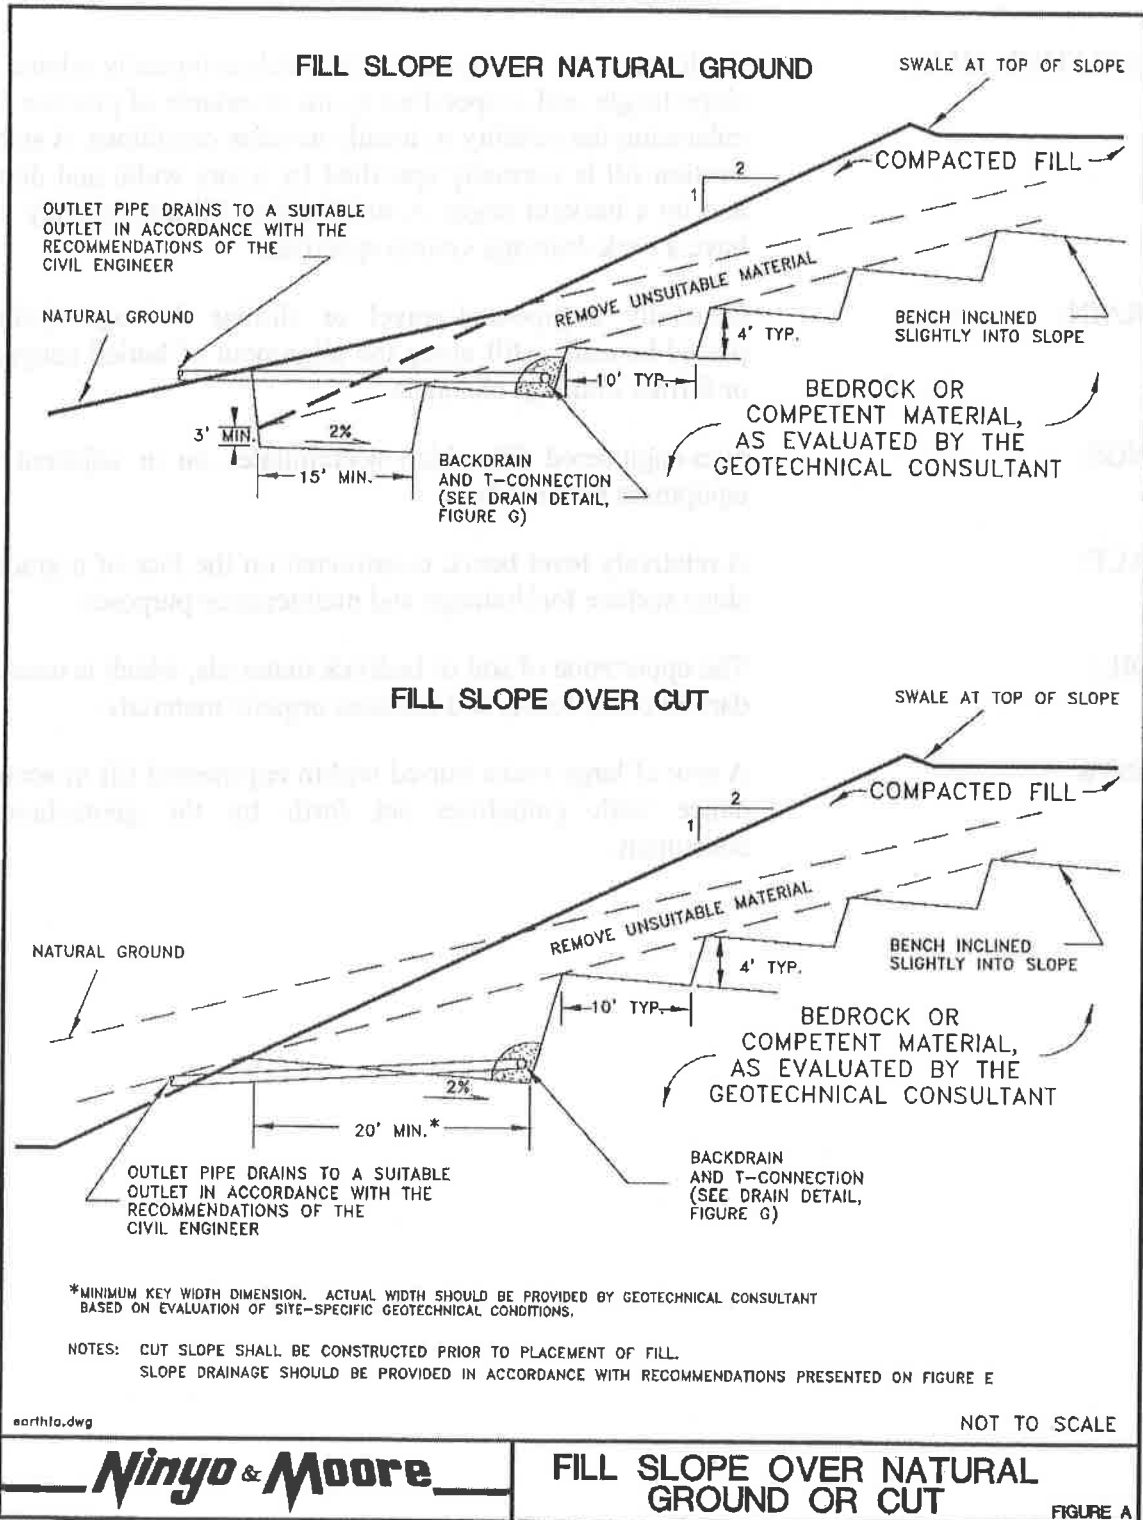 FILL SLOPE OVER NATURAL GROUND
SWALE AT TOP OF SLOPE
COMPACTED FILL
2
1
OUTLET PIPE DRAINS TO A SUITABLE
OUTLET IN ACCORDANCE WITH THE
RECOMMENDATIONS OF THE
CIVIL ENGINEER
REMOVE UNSUITABLE MATERIAL
NATURAL GROUND
4' TYP.
BENCH INCLINED
SLIGHTLY INTO SLOPE
10' TYP.
BEDROCK OR
COMPETENT MATERIAL,
AS EVALUATED BY THE
GEOTECHNICAL CONSULTANT
3' MIN.
2%
15' MIN.
BACKDRAIN
AND T-CONNECTION
(SEE DRAIN DETAIL,
FIGURE G)
FILL SLOPE OVER CUT
SWALE AT TOP OF SLOPE
2
1
COMPACTED FILL
REMOVE UNSUITABLE MATERIAL
NATURAL GROUND
BENCH INCLINED
SLIGHTLY INTO SLOPE
4' TYP.
10' TYP.
BEDROCK OR
COMPETENT MATERIAL,
AS EVALUATED BY THE
GEOTECHNICAL CONSULTANT
2%
20' MIN.*
OUTLET PIPE DRAINS TO A SUITABLE
OUTLET IN ACCORDANCE WITH THE
RECOMMENDATIONS OF THE
CIVIL ENGINEER
BACKDRAIN
AND T-CONNECTION
(SEE DRAIN DETAIL,
FIGURE G)
*MINIMUM KEY WIDTH DIMENSION. ACTUAL WIDTH SHOULD BE PROVIDED BY GEOTECHNICAL CONSULTANT
BASED ON EVALUATION OF SITE-SPECIFIC GEOTECHNICAL CONDITIONS.
NOTES: CUT SLOPE SHALL BE CONSTRUCTED PRIOR TO PLACEMENT OF FILL.
SLOPE DRAINAGE SHOULD BE PROVIDED IN ACCORDANCE WITH RECOMMENDATIONS PRESENTED ON FIGURE E
earthfa.dwg
NOT TO SCALE
Ninyo & Moore
FILL SLOPE OVER NATURAL
GROUND OR CUT
FIGURE A